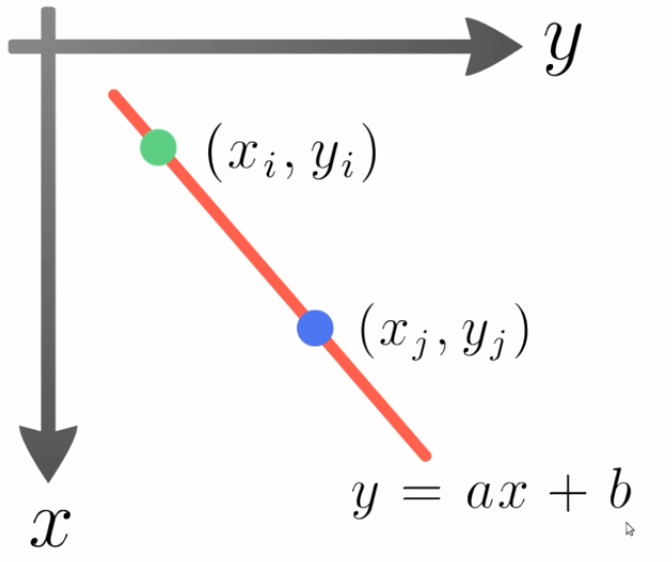 y
(x_i, y_i)
(x_j, y_j)
y = ax + b
x